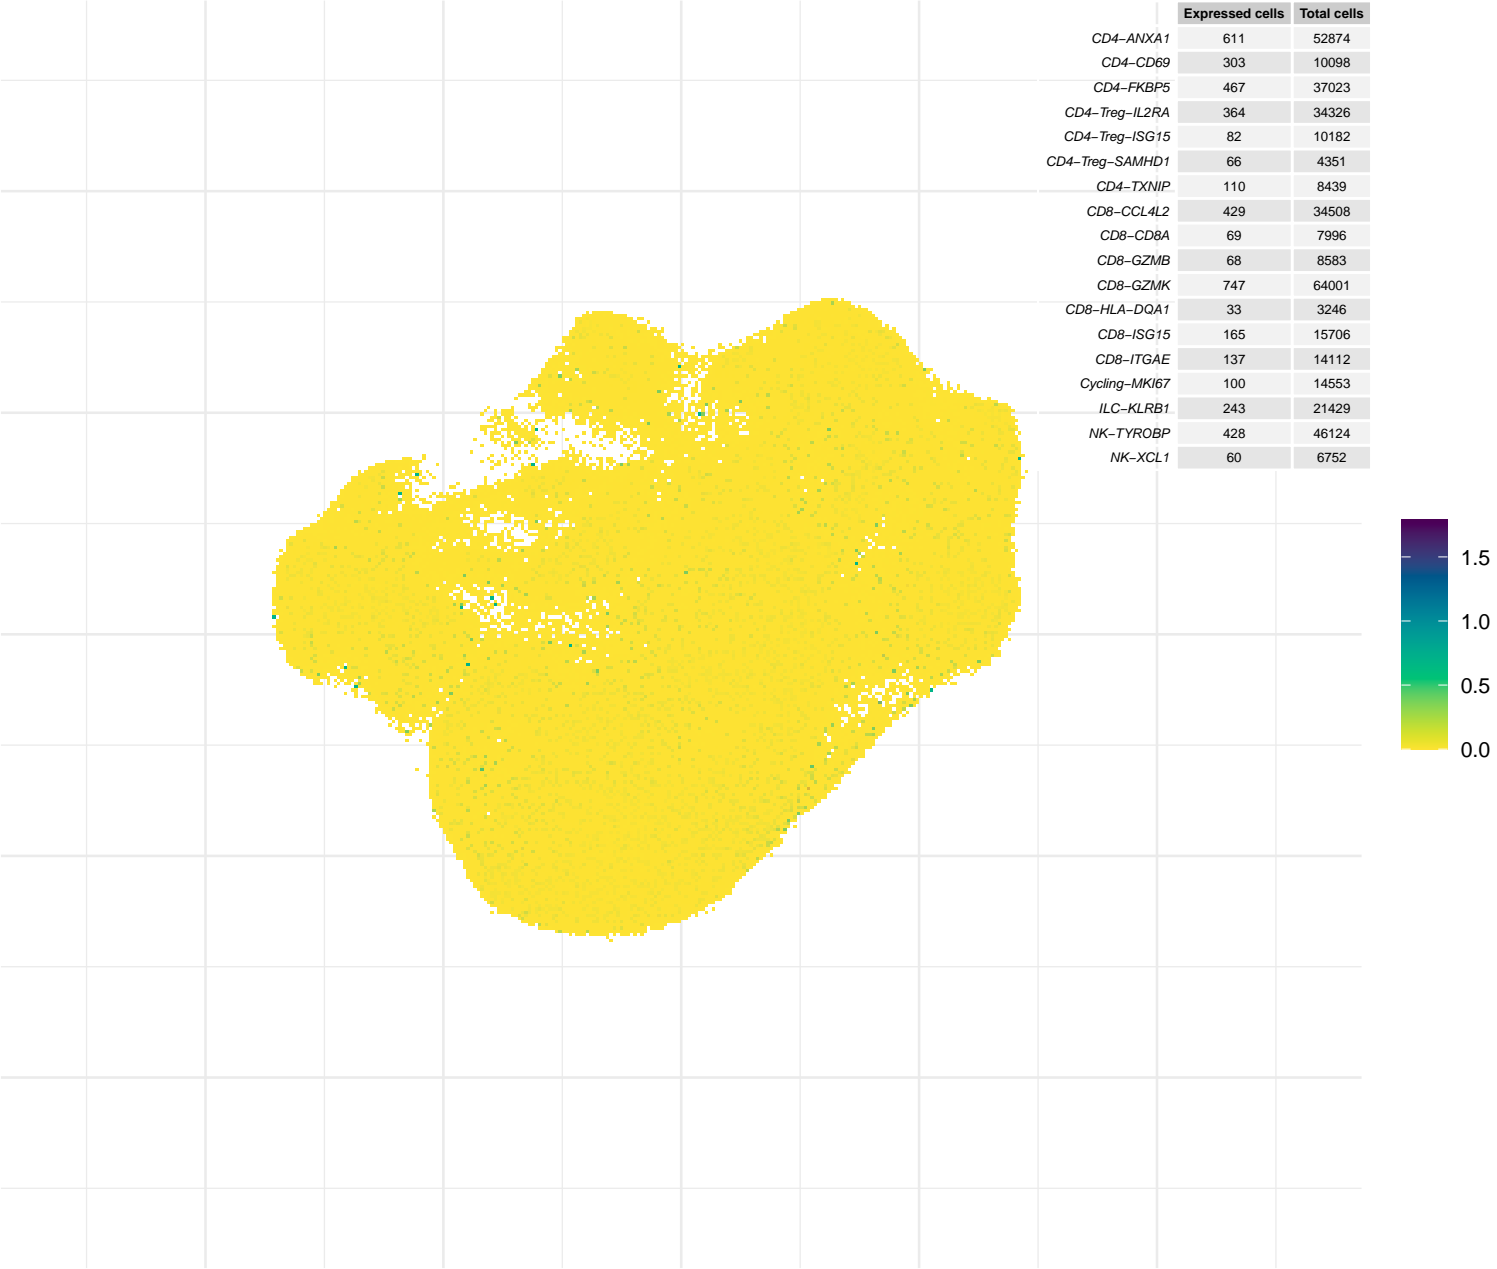 Expressed cells Total cells
CD4−ANXA1 611 52874
CD4−CD69 303 10098
CD4−FKBP5 467 37023
CD4−Treg−IL2RA 364 34326
CD4−Treg−ISG15 82 10182
CD4−Treg−SAMHD1 66 4351
CD4−TXNIP 110 8439
CD8−CCL4L2 429 34508
CD8−CD8A 69 7996
CD8−GZMB 68 8583
CD8−GZMK 747 64001
CD8−HLA−DQA1 33 3246
CD8−ISG15 165 15706
CD8−ITGAE 137 14112
Cycling−MKI67 100 14553
ILC−KLRB1 243 21429
NK−TYROBP 428 46124
NK−XCL1 60 6752
1.5
1.0
0.5
0.0